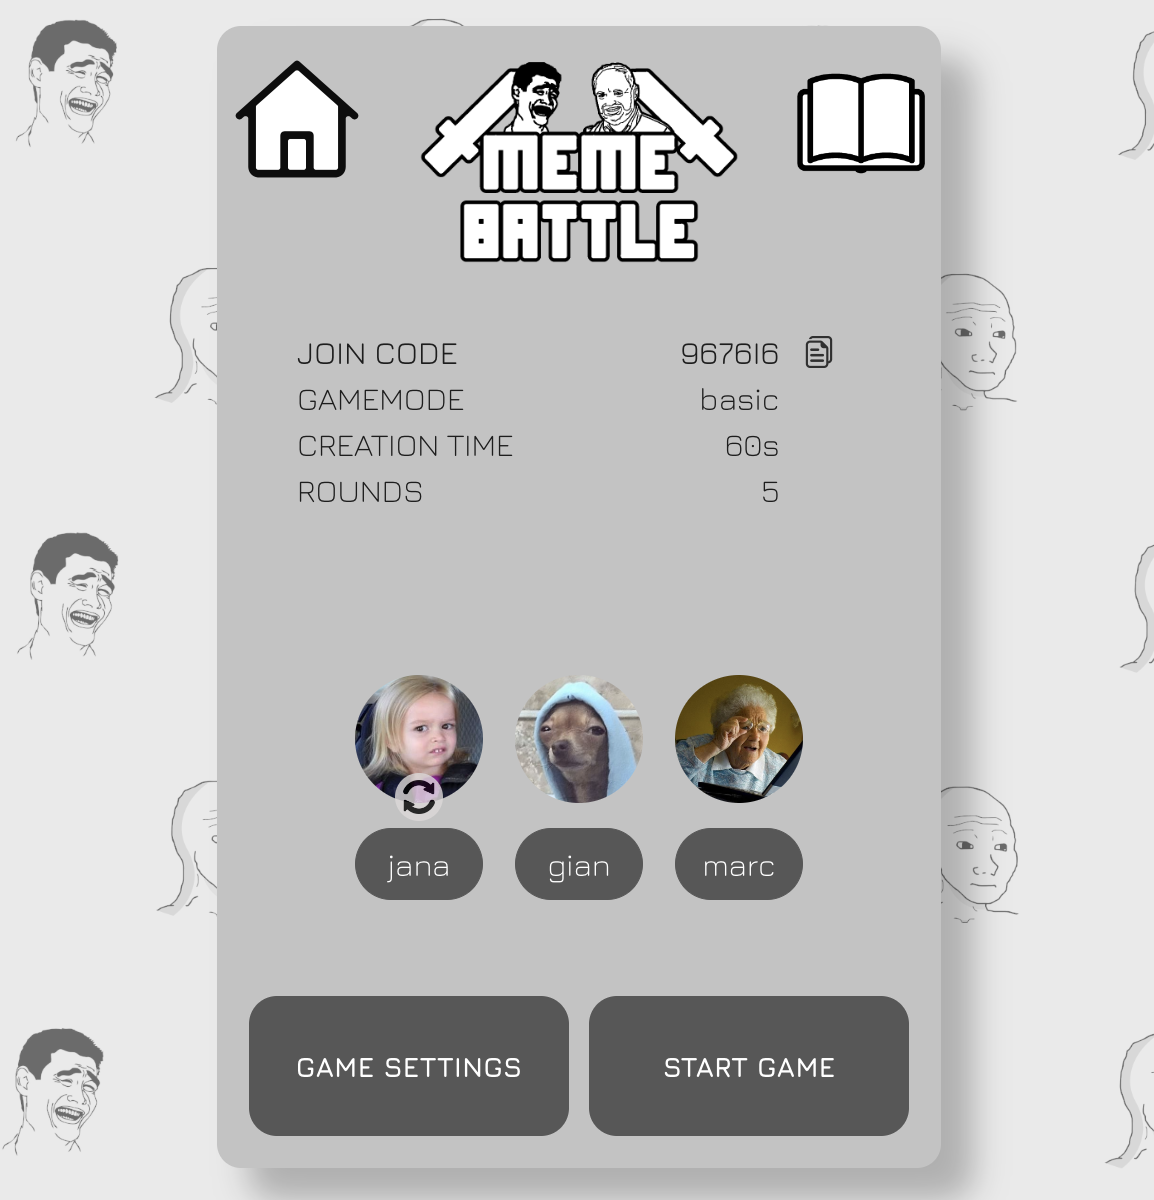 MEME
BATTLE
JOIN CODE 967616
GAMEMODE basic
CREATION TIME 60s
ROUNDS 5
jana gian marc
GAME SETTINGS START GAME